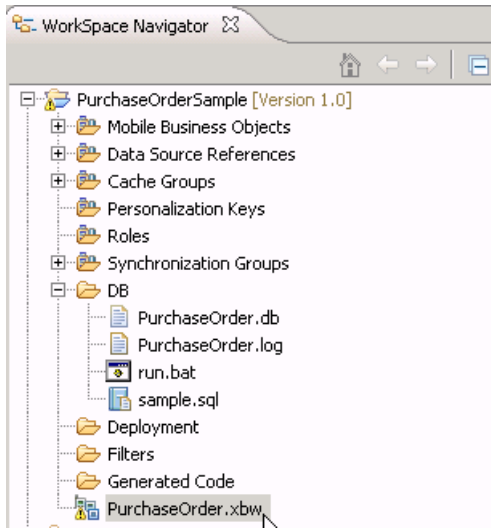 WorkSpace Navigator
PurchaseOrderSample [Version 1.0]
Mobile Business Objects
Data Source References
Cache Groups
Personalization Keys
Roles
Synchronization Groups
DB
PurchaseOrder.db
PurchaseOrder.log
run.bat
sample.sql
Deployment
Filters
Generated Code
PurchaseOrder.xbw